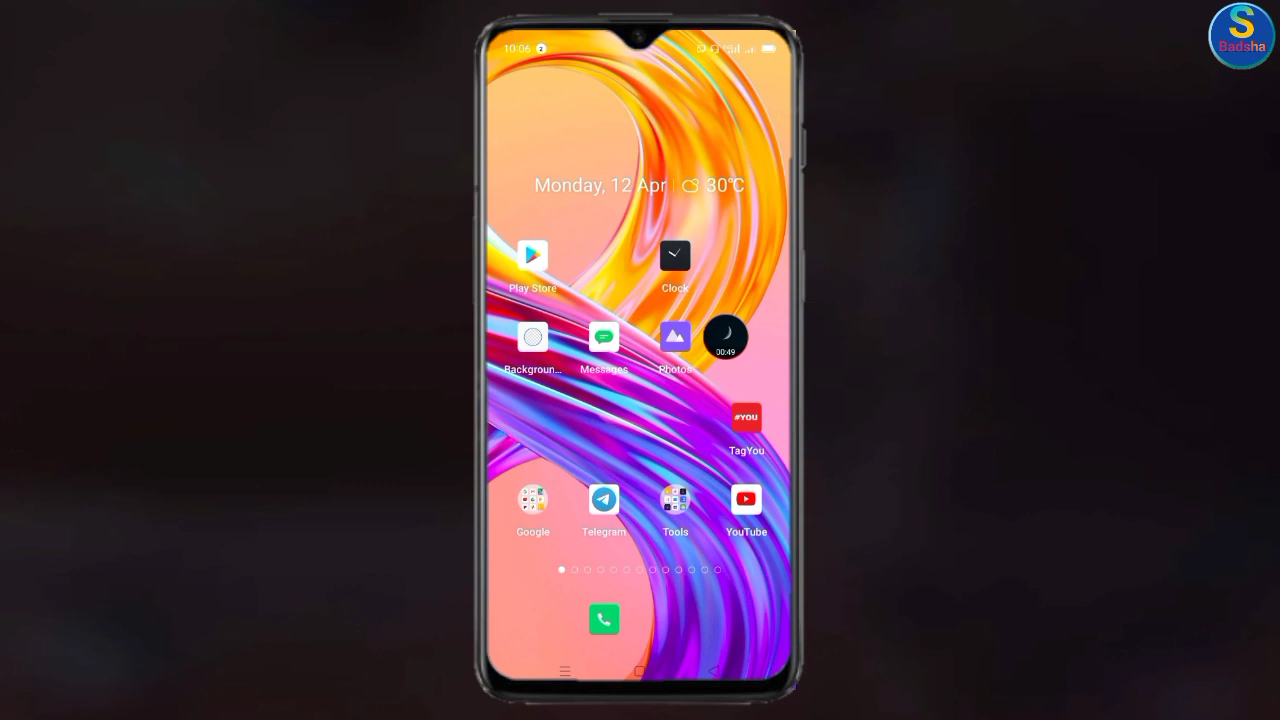 S
Badsha
10:06 2
Monday, 12 Apr | 30°C
Play Store
Clock
00:49
Backgroun...
Messages
Photos
#YOU
TagYou
Google
Telegram
Tools
YouTube